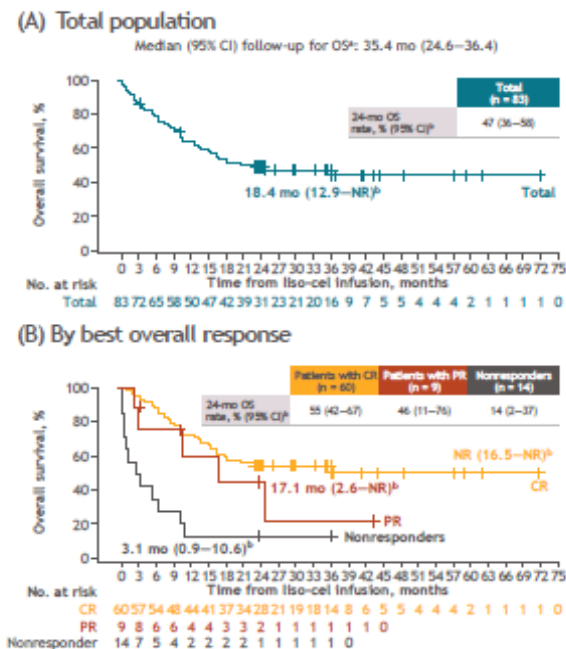 (A) Total population
Median (95% CI) follow-up for OSᵃ: 35.4 mo (24.6–36.4)
Total
(n = 83)
24-mo OS
rate, % (95% CI)ᵇ
47 (36–58)
Overall survival, %
100
80
60
40
20
0
18.4 mo (12.9–NR)ᵇ
Total
0 3 6 9 12 15 18 21 24 27 30 33 36 39 42 45 48 51 54 57 60 63 66 69 72 75
No. at risk
Time from liso-cel infusion, months
Total 83 72 65 58 50 47 42 39 31 23 21 20 16 9 7 5 5 4 4 4 2 1 1 1 1 0
(B) By best overall response
Patients with CR
(n = 60)
Patients with PR
(n = 9)
Nonresponders
(n = 14)
24-mo OS
rate, % (95% CI)ᵇ
55 (42–67)
46 (11–76)
14 (2–37)
Overall survival, %
100
80
60
40
20
0
NR (16.5–NR)ᵇ
CR
17.1 mo (2.6–NR)ᵇ
PR
Nonresponders
3.1 mo (0.9–10.6)ᵇ
0 3 6 9 12 15 18 21 24 27 30 33 36 39 42 45 48 51 54 57 60 63 66 69 72 75
No. at risk
Time from liso-cel infusion, months
CR 60 57 54 48 44 41 37 34 28 21 19 18 14 8 6 5 5 4 4 4 2 1 1 1 1 0
PR 9 8 6 6 4 4 3 3 2 1 1 1 1 1 1 0
Nonresponder 14 7 5 4 2 2 2 2 1 1 1 1 1 0